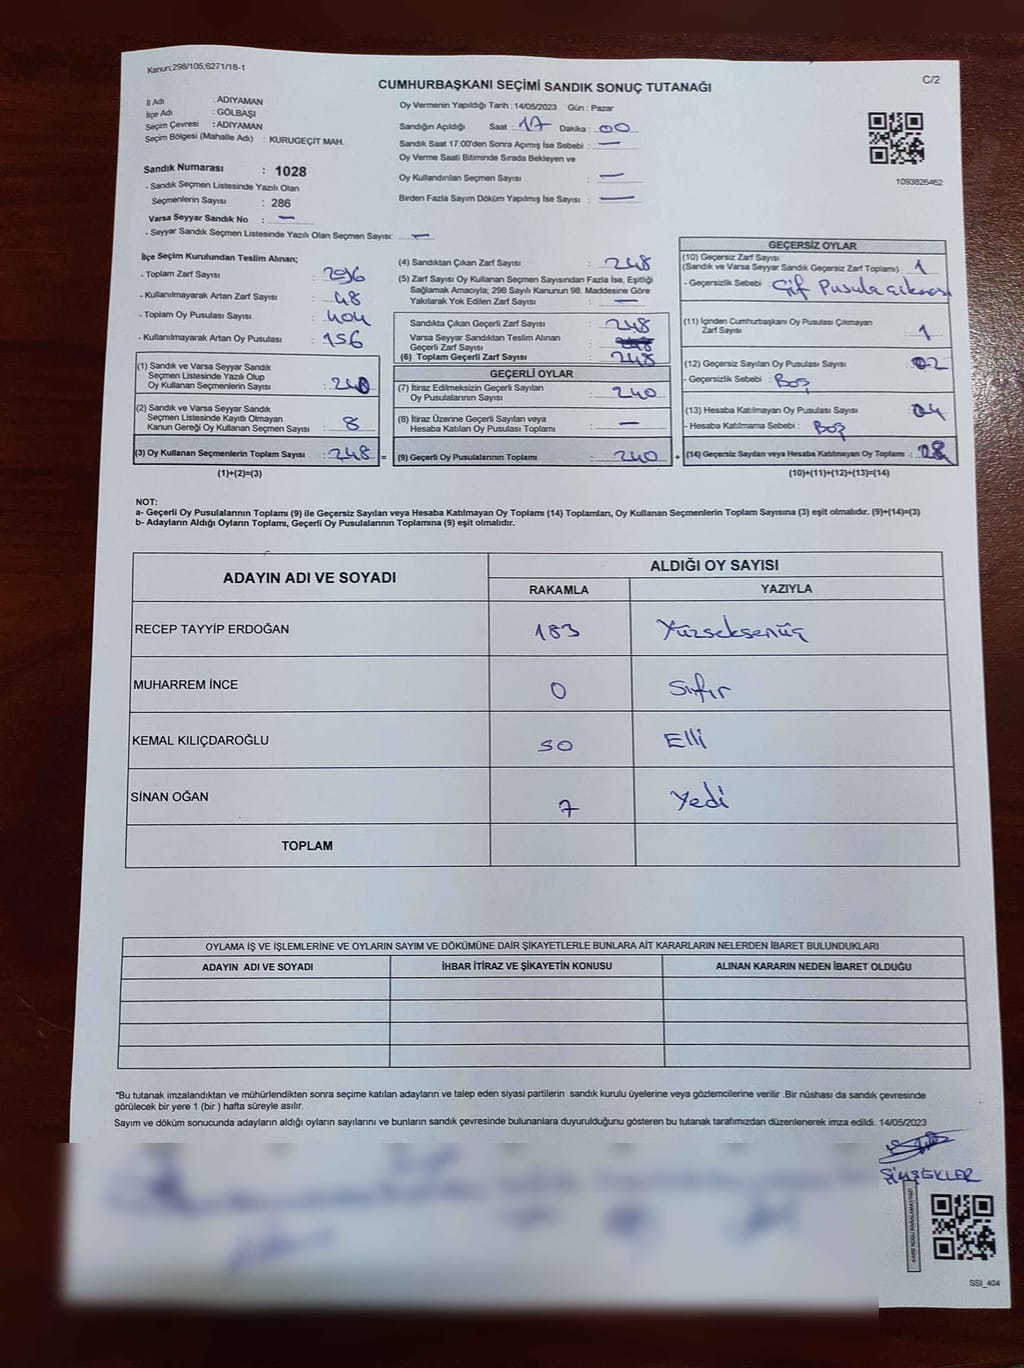 Kanun:298/105,6271/18-1
C/2
CUMHURBAŞKANI SEÇİMİ SANDIK SONUÇ TUTANAĞI
İl Adı : ADIYAMAN
İlçe Adı : GÖLBAŞI
Seçim Çevresi : ADIYAMAN
Seçim Bölgesi (Mahalle Adı) : KURUGEÇİT MAH.
Sandık Numarası : 1028
- Sandık Seçmen Listesinde Yazılı Olan
Seçmenlerin Sayısı : 286
Varsa Seyyar Sandık No : —
- Seyyar Sandık Seçmen Listesinde Yazılı Olan Seçmen Sayısı: —
Oy Vermenin Yapıldığı Tarih : 14/05/2023 Gün : Pazar
Sandığın Açıldığı Saat : 17 Dakika : 00
Sandık Saat 17:00'den Sonra Açılmış İse Sebebi : —
Oy Verme Saati Bitiminde Sırada Bekleyen ve
Oy Kullandırılan Seçmen Sayısı : —
Birden Fazla Sayım Döküm Yapılmış İse Sayısı : —
1093825462
İlçe Seçim Kurulundan Teslim Alınan;
- Toplam Zarf Sayısı : 296
- Kullanılmayarak Artan Zarf Sayısı : 48
- Toplam Oy Pusulası Sayısı : 404
- Kullanılmayarak Artan Oy Pusulası : 156
(1) Sandık ve Varsa Seyyar Sandık
Seçmen Listesinde Yazılı Olup
Oy Kullanan Seçmenlerin Sayısı : 240
(2) Sandık ve Varsa Seyyar Sandık
Seçmen Listesinde Kayıtlı Olmayan
Kanun Gereği Oy Kullanan Seçmen Sayısı : 8
(3) Oy Kullanan Seçmenlerin Toplam Sayısı : 248 =
(1)+(2)=(3)
(4) Sandıktan Çıkan Zarf Sayısı : 248
(5) Zarf Sayısı Oy Kullanan Seçmen Sayısından Fazla İse, Eşitliği
Sağlamak Amacıyla; 298 Sayılı Kanunun 98. Maddesine Göre
Yakılarak Yok Edilen Zarf Sayısı : —
Sandıkta Çıkan Geçerli Zarf Sayısı : 248
Varsa Seyyar Sandıktan Teslim Alınan
Geçerli Zarf Sayısı :
(6) Toplam Geçerli Zarf Sayısı : 248
GEÇERLİ OYLAR
(7) İtiraz Edilmeksizin Geçerli Sayılan
Oy Pusulalarının Sayısı : 240
(8) İtiraz Üzerine Geçerli Sayılan veya
Hesaba Katılan Oy Pusulası Toplamı : —
(9) Geçerli Oy Pusulalarının Toplamı : 240 +
GEÇERSİZ OYLAR
(10) Geçersiz Zarf Sayısı
(Sandık ve Varsa Seyyar Sandık Geçersiz Zarf Toplamı) : 1
- Geçersizlik Sebebi : Çif Pusula çıkması
(11) İçinden Cumhurbaşkanı Oy Pusulası Çıkmayan
Zarf Sayısı : 1
(12) Geçersiz Sayılan Oy Pusulası Sayısı : 02
- Geçersizlik Sebebi : Boş
(13) Hesaba Katılmayan Oy Pusulası Sayısı : 04
- Hesaba Katılmama Sebebi : Boş
(14) Geçersiz Sayılan veya Hesaba Katılmayan Oy Toplamı : 08
(10)+(11)+(12)+(13)=(14)
NOT:
a- Geçerli Oy Pusulalarının Toplamı (9) ile Geçersiz Sayılan veya Hesaba Katılmayan Oy Toplamı (14) Toplamları, Oy Kullanan Seçmenlerin Toplam Sayısına (3) eşit olmalıdır. (9)+(14)=(3)
b- Adayların Aldığı Oyların Toplamı, Geçerli Oy Pusulalarının Toplamına (9) eşit olmalıdır.
ADAYIN ADI VE SOYADI ALDIĞI OY SAYISI
RAKAMLA YAZIYLA
RECEP TAYYİP ERDOĞAN 183 Yüzseksenüç
MUHARREM İNCE 0 Sıfır
KEMAL KILIÇDAROĞLU 50 Elli
SİNAN OĞAN 7 Yedi
TOPLAM
OYLAMA İŞ VE İŞLEMLERİNE VE OYLARIN SAYIM VE DÖKÜMÜNE DAİR ŞİKAYETLERLE BUNLARA AİT KARARLARIN NELERDEN İBARET BULUNDUKLARI
ADAYIN ADI VE SOYADI İHBAR İTİRAZ VE ŞİKAYETİN KONUSU ALINAN KARARIN NEDEN İBARET OLDUĞU
*Bu tutanak imzalandıktan ve mühürlendikten sonra seçime katılan adayların ve talep eden siyasi partilerin sandık kurulu üyelerine veya gözlemcilerine verilir .Bir nüshası da sandık çevresinde
görülecek bir yere 1 (bir ) hafta süreyle asılır.
Sayım ve döküm sonucunda adayların aldığı oyların sayılarını ve bunların sandık çevresinde bulunanlara duyurulduğunu gösteren bu tutanak tarafımızdan düzenlenerek imza edildi. 14/05/2023
ŞİMŞEKLER
SSI_404